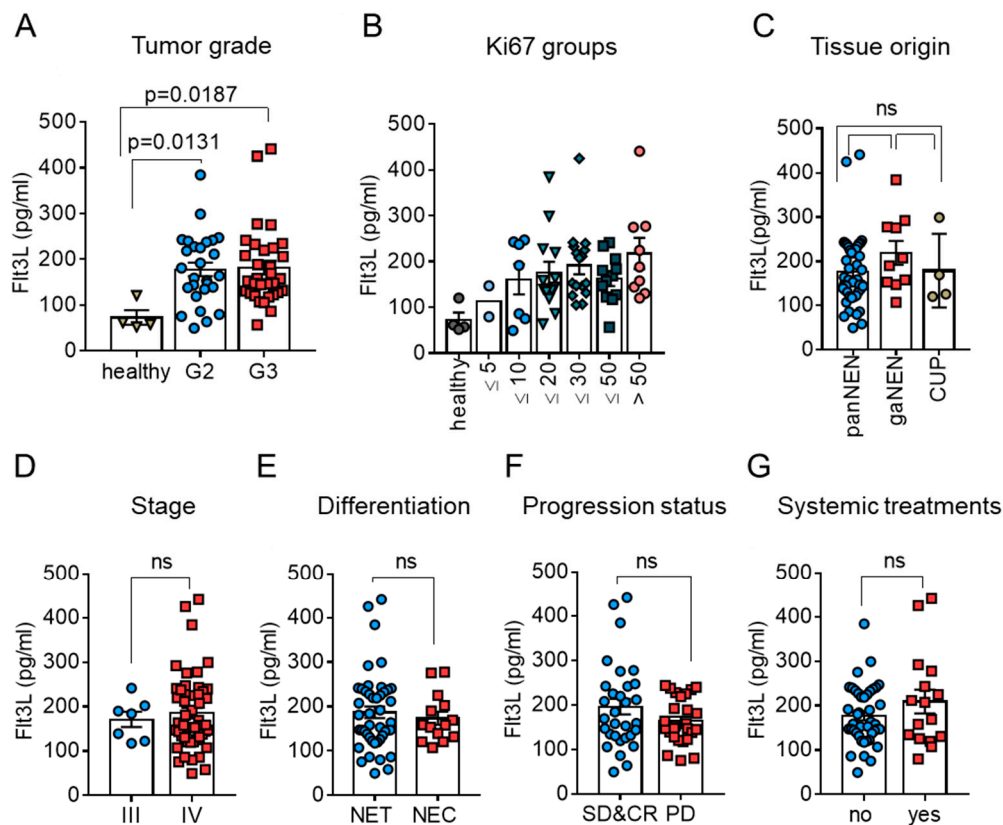 A
Tumor grade
p=0.0187
p=0.0131
Flt3L (pg/ml)
500
400
300
200
100
0
healthy G2 G3
B
Ki67 groups
Flt3L (pg/ml)
500
400
300
200
100
0
healthy
≤ 5
≤ 10
≤ 20
≤ 30
≤ 50
> 50
C
Tissue origin
ns
Flt3L(pg/ml)
500
400
300
200
100
0
panNEN
gaNEN
CUP
D
Stage
ns
Flt3L (pg/ml)
500
400
300
200
100
0
III IV
E
Differentiation
ns
Flt3L (pg/ml)
500
400
300
200
100
0
NET NEC
F
Progression status
ns
Flt3L (pg/ml)
500
400
300
200
100
0
SD&CR PD
G
Systemic treatments
ns
Flt3L (pg/ml)
500
400
300
200
100
0
no yes